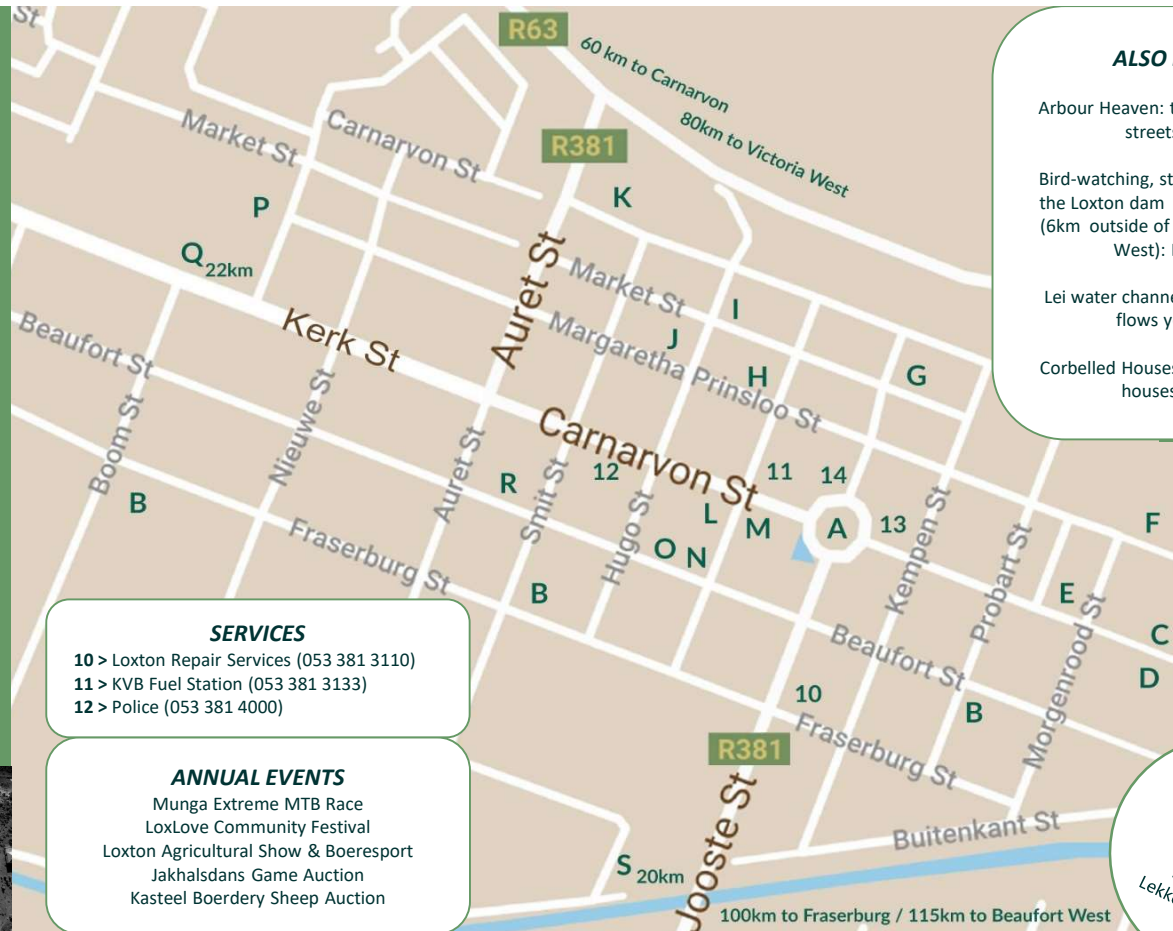 St
St
R63
60 km to Carnarvon
80km to Victoria West
R381
Market St
Carnarvon St
K
P
Q 22km
Auret St
Market St
I
J
Margaretha Prinsloo St
H
G
Beaufort St
Kerk St
Carnarvon St
Boom St
Nieuwe St
Auret St
R
Smit St
12
11
14
L
M
A
13
Hugo St
O
N
Kempen St
Probart St
F
B
Fraserburg St
B
E
Morgenrood St
C
D
Beaufort St
10
B
Fraserburg St
R381
Jooste St
Buitenkant St
S 20km
100km to Fraserburg / 115km to Beaufort West
ALSO
Arbour Heaven:
streets
Bird-watching,
the Loxton dam
(6km outside of
West):
Lei water
flows
Corbelled Houses
houses
SERVICES
10 > Loxton Repair Services (053 381 3110)
11 > KVB Fuel Station (053 381 3133)
12 > Police (053 381 4000)
ANNUAL EVENTS
Munga Extreme MTB Race
LoxLove Community Festival
Loxton Agricultural Show & Boeresport
Jakhalsdans Game Auction
Kasteel Boerdery Sheep Auction